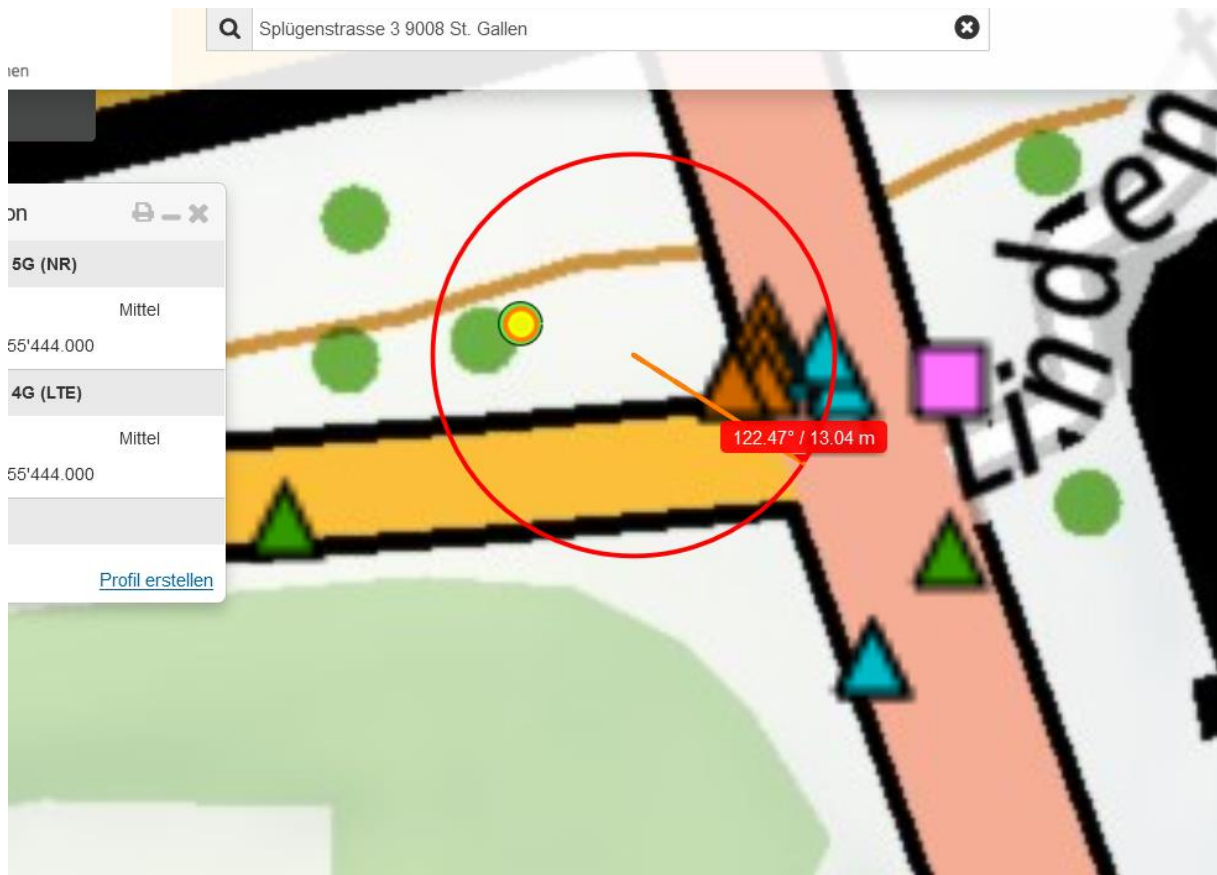 Splügenstrasse 3 9008 St. Gallen
nen
on
5G (NR)
Mittel
55'444.000
4G (LTE)
Mittel
55'444.000
Profil erstellen
122.47° / 13.04 m
Linden